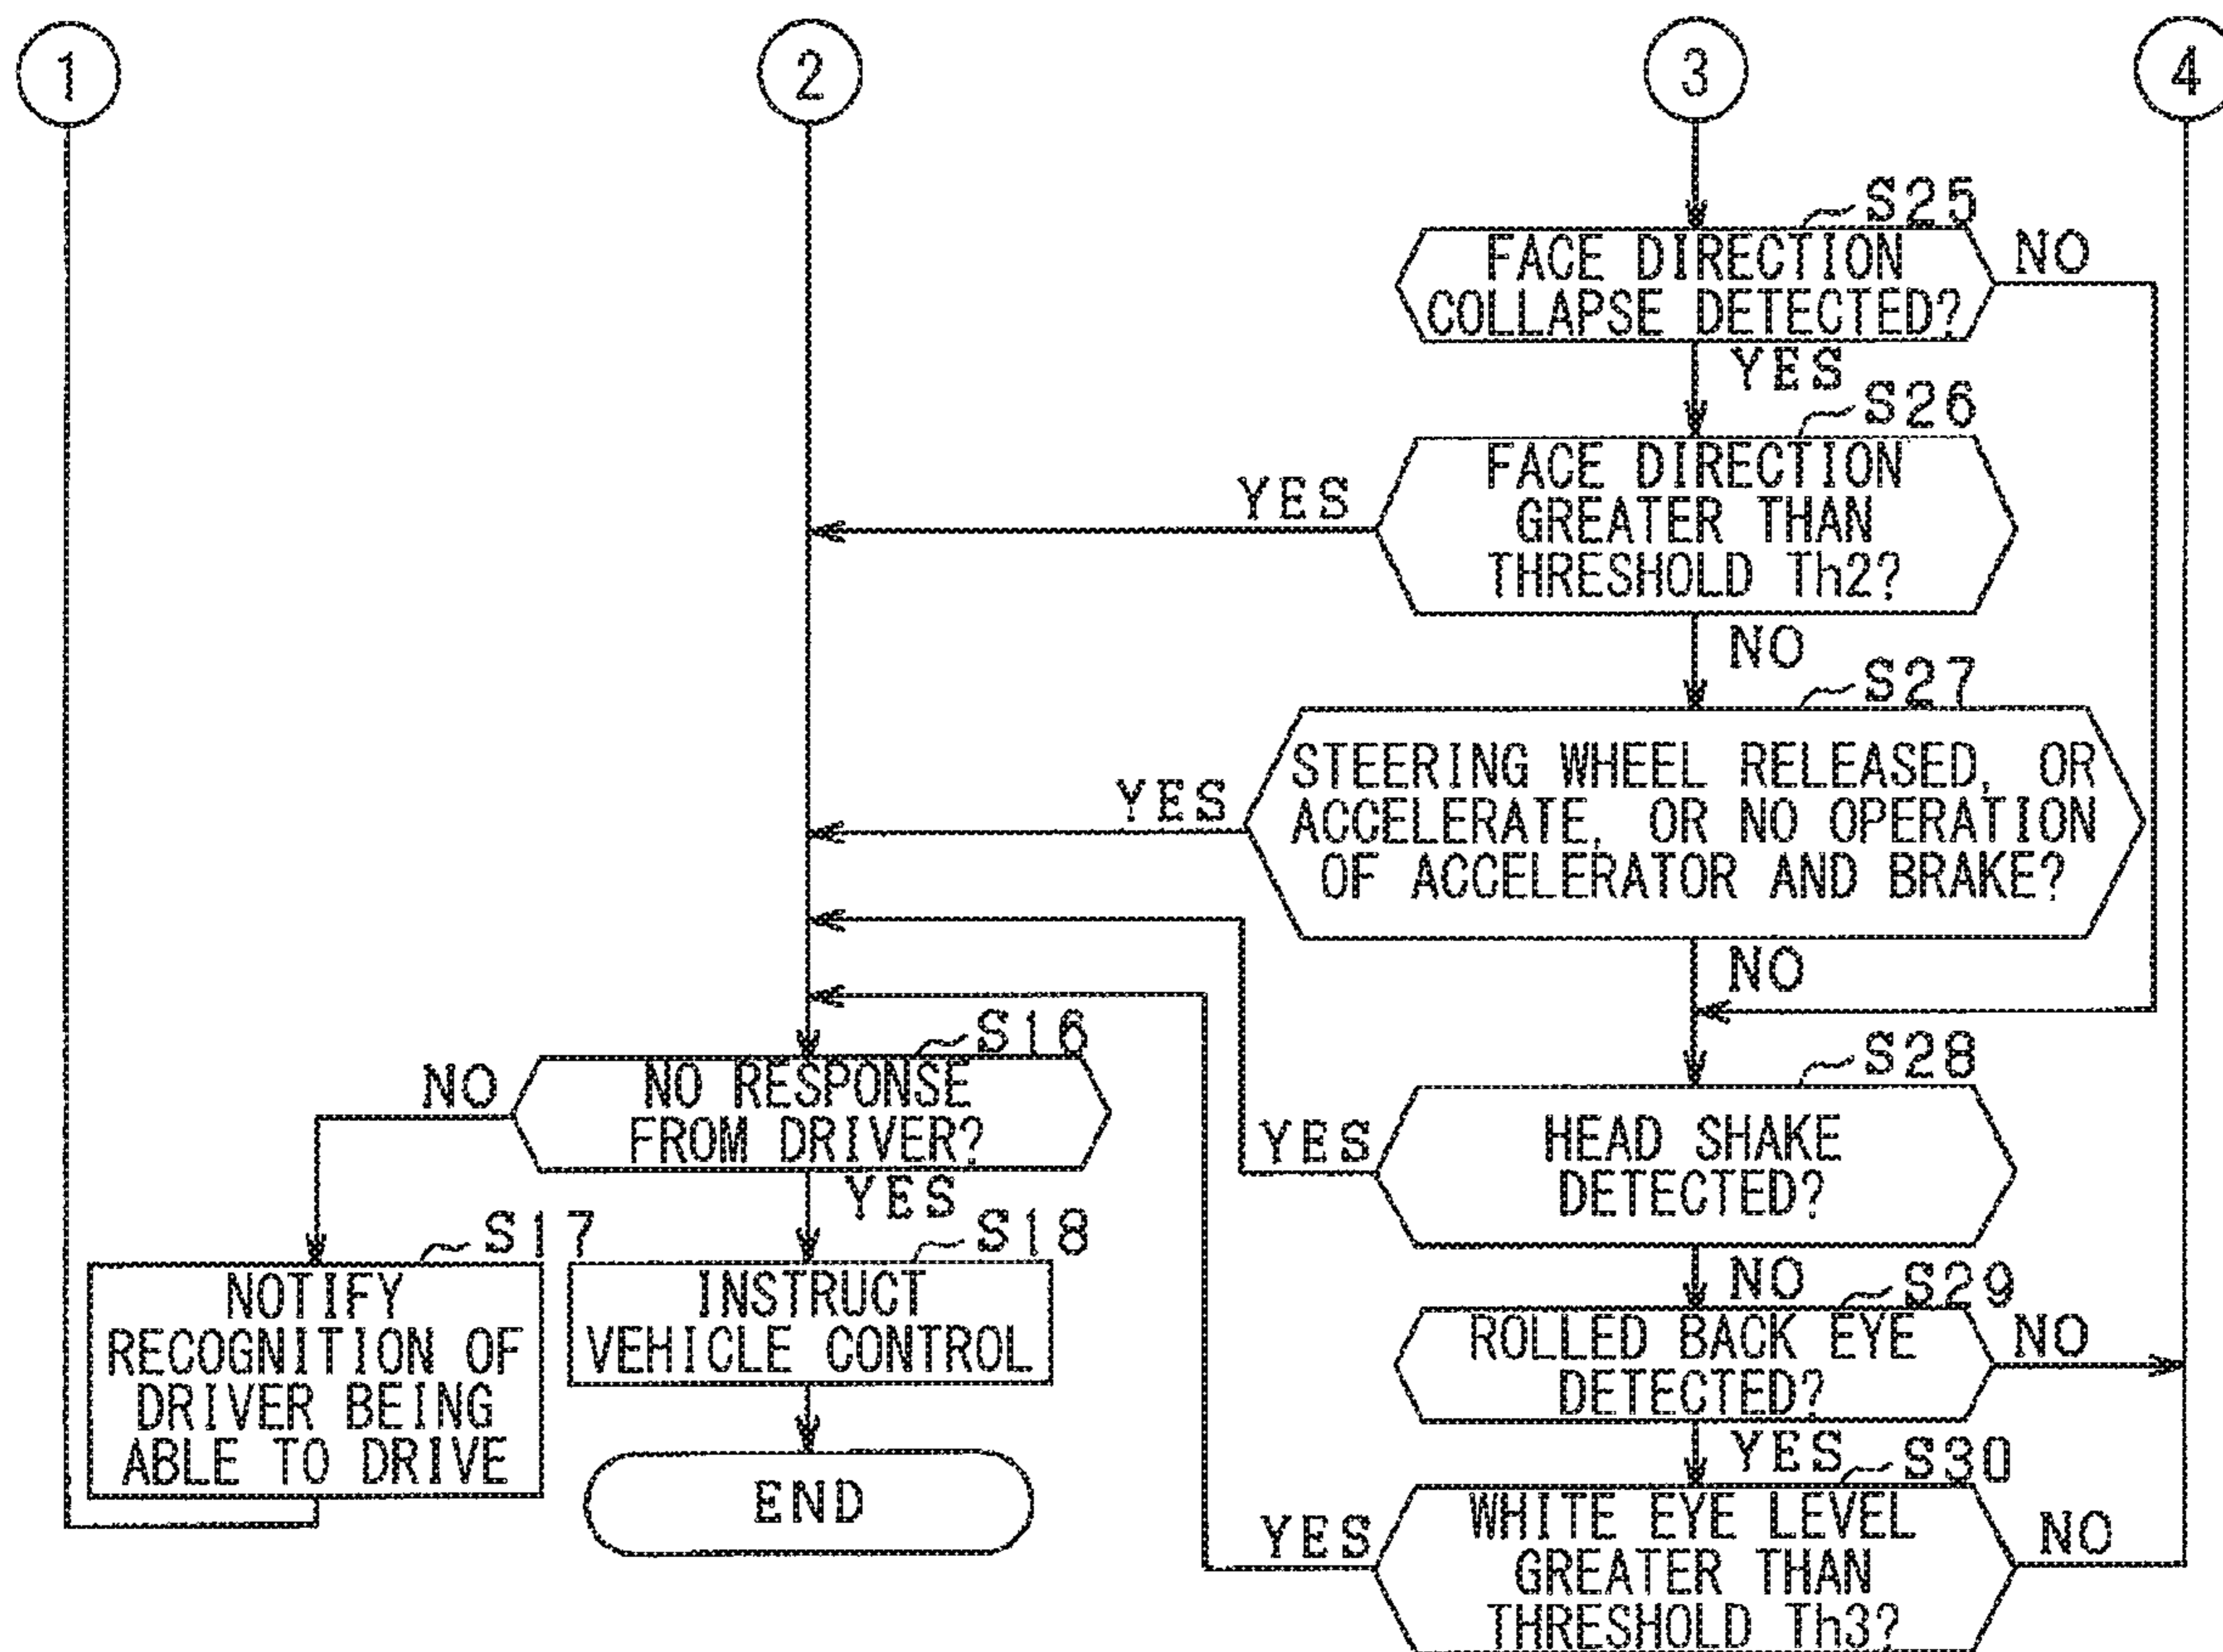 1
2
3
4
S25
FACE DIRECTION
COLLAPSE DETECTED?
NO
YES
S26
FACE DIRECTION
GREATER THAN
THRESHOLD Th2?
YES
NO
S27
STEERING WHEEL RELEASED, OR
ACCELERATE, OR NO OPERATION
OF ACCELERATOR AND BRAKE?
YES
NO
S16
NO RESPONSE
FROM DRIVER?
NO
YES
S28
HEAD SHAKE
DETECTED?
YES
NO
S17
NOTIFY
RECOGNITION OF
DRIVER BEING
ABLE TO DRIVE
S18
INSTRUCT
VEHICLE CONTROL
END
S29
ROLLED BACK EYE
DETECTED?
NO
YES
S30
WHITE EYE LEVEL
GREATER THAN
THRESHOLD Th3?
YES
NO